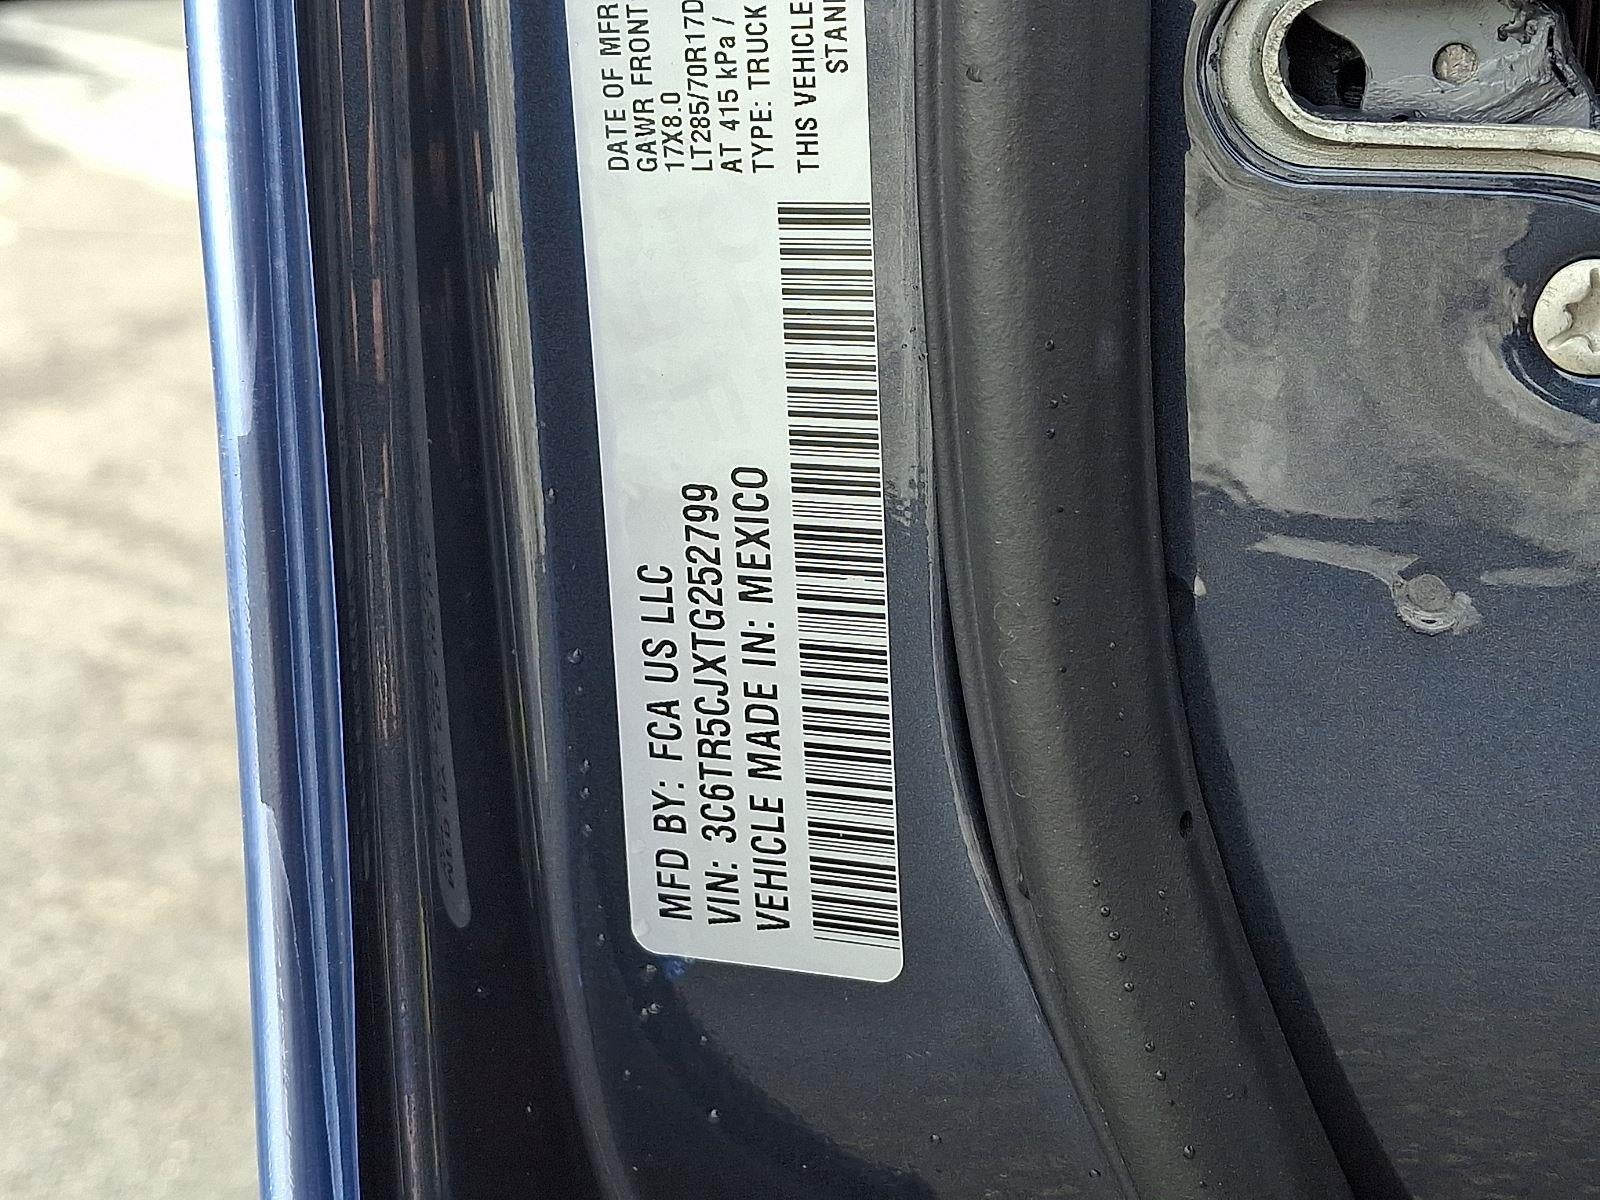 MFD BY: FCA US LLC
VIN: 3C6TR5CJXTG252799
VEHICLE MADE IN: MEXICO
DATE OF MFR
GAWR FRONT
17X8.0
LT285/70R17D
AT 415 kPa /
TYPE: TRUCK
THIS VEHICLE
STAN